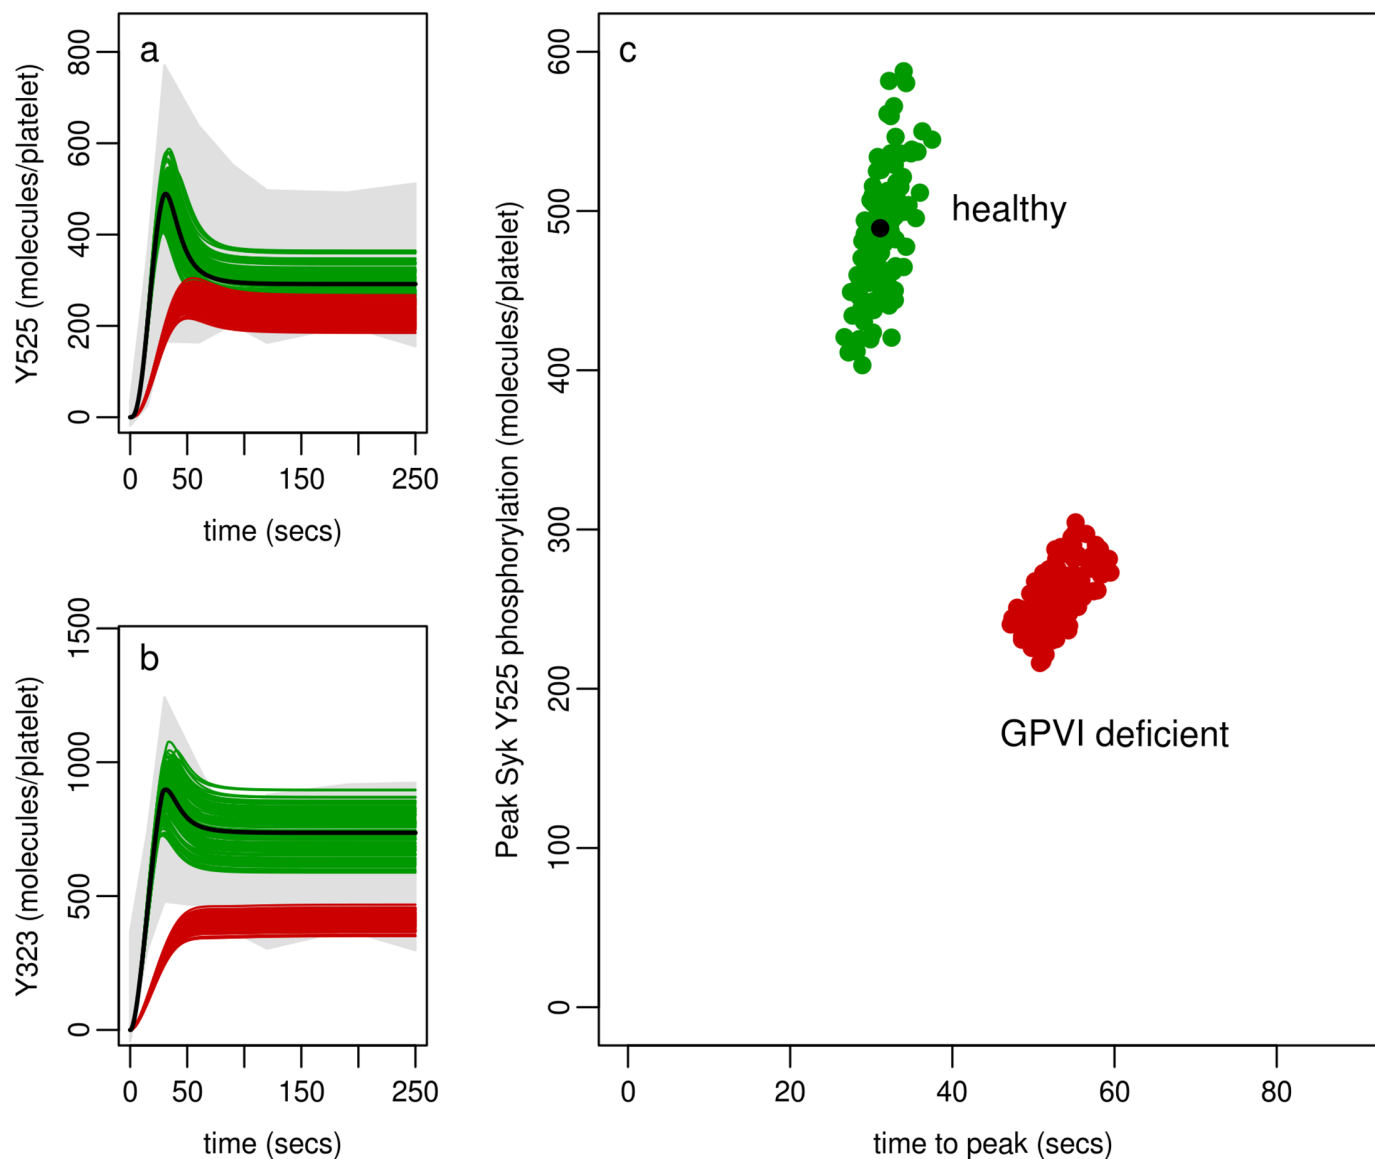 a
Y525 (molecules/platelet)
800
600
400
200
0
0 50 150 250
time (secs)
b
Y323 (molecules/platelet)
1500
1000
500
0
0 50 150 250
time (secs)
c
Peak Syk Y525 phosphorylation (molecules/platelet)
600
500
400
300
200
100
0
healthy
GPVI deficient
0 20 40 60 80
time to peak (secs)